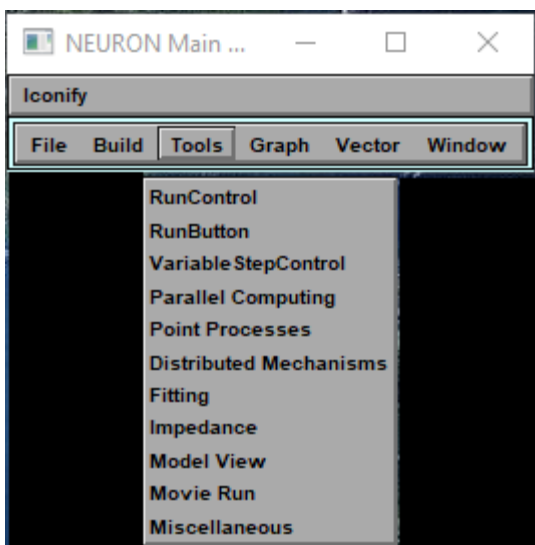 NEURON Main ...
Iconify
File Build Tools Graph Vector Window
RunControl
RunButton
VariableStepControl
Parallel Computing
Point Processes
Distributed Mechanisms
Fitting
Impedance
Model View
Movie Run
Miscellaneous